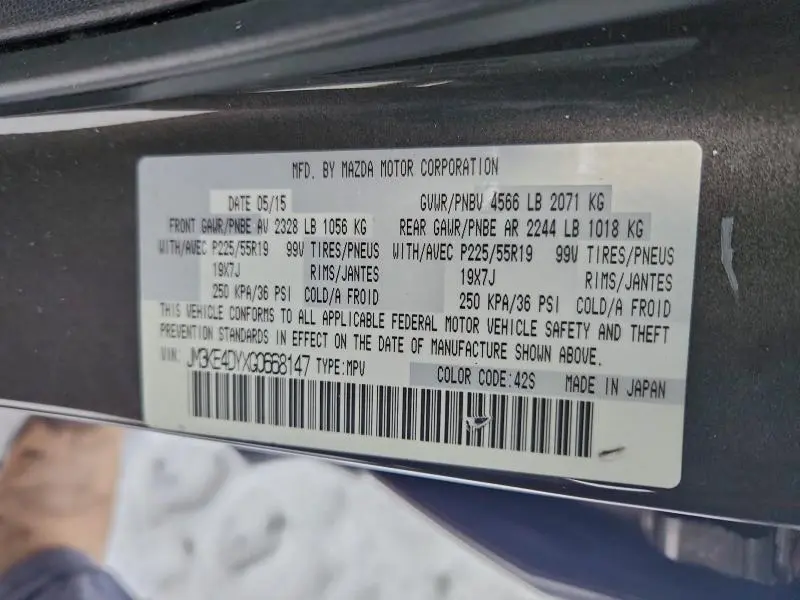 MFD. BY MAZDA MOTOR CORPORATION
DATE 05/15 GVWR/PNBV 4566 LB 2071 KG
FRONT GAWR/PNBE AV 2328 LB 1056 KG REAR GAWR/PNBE AR 2244 LB 1018 KG
WITH/AVEC P225/55R19 99V TIRES/PNEUS WITH/AVEC P225/55R19 99V TIRES/PNEUS
19X7J RIMS/JANTES 19X7J RIMS/JANTES
250 KPA/36 PSI COLD/A FROID 250 KPA/36 PSI COLD/A FROID
THIS VEHICLE CONFORMS TO ALL APPLICABLE FEDERAL MOTOR VEHICLE SAFETY AND THEFT
PREVENTION STANDARDS IN EFFECT ON THE DATE OF MANUFACTURE SHOWN ABOVE.
VIN: JM3KE4DYXG0668147 TYPE:MPV COLOR CODE:42S MADE IN JAPAN